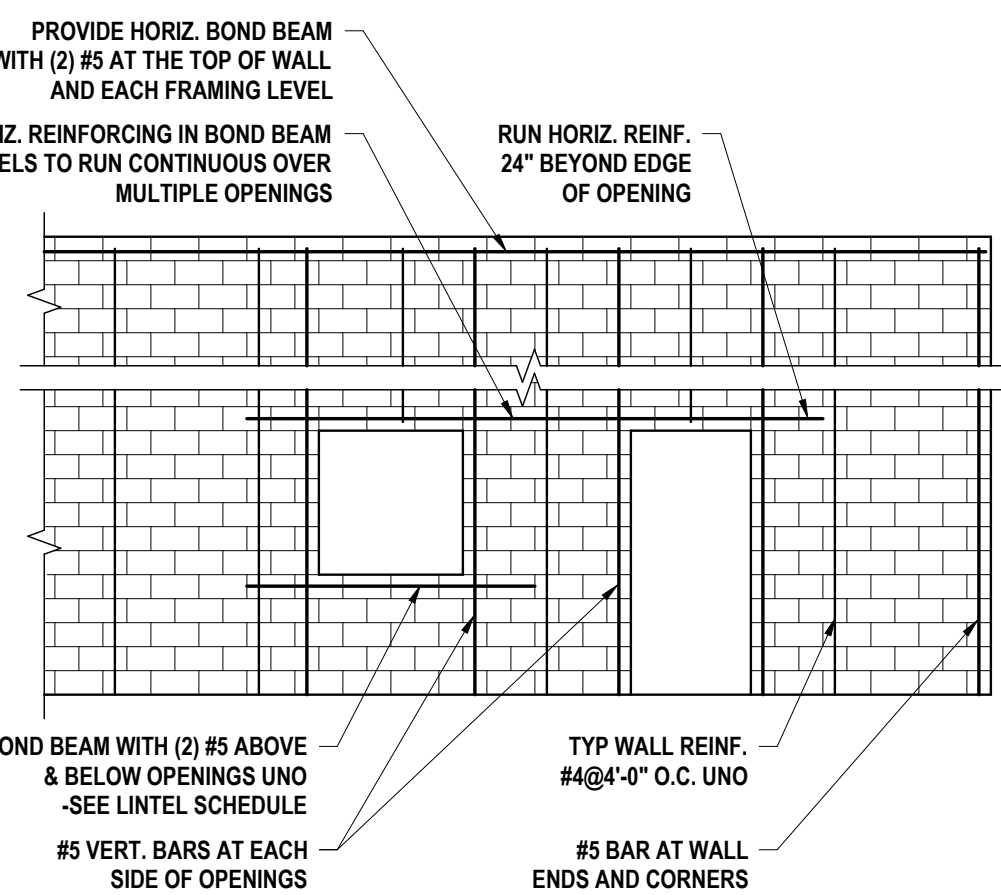 PROVIDE HORIZ. BOND BEAM
WITH (2) #5 AT THE TOP OF WALL
AND EACH FRAMING LEVEL
REINFORCING IN BOND BEAM
TO RUN CONTINUOUS OVER
MULTIPLE OPENINGS
RUN HORIZ. REINF.
24" BEYOND EDGE
OF OPENING
BEAM WITH (2) #5 ABOVE
& BELOW OPENINGS UNO
-SEE LINTEL SCHEDULE
#5 VERT. BARS AT EACH
SIDE OF OPENINGS
TYP WALL REINF.
#4@4'-0" O.C. UNO
#5 BAR AT WALL
ENDS AND CORNERS